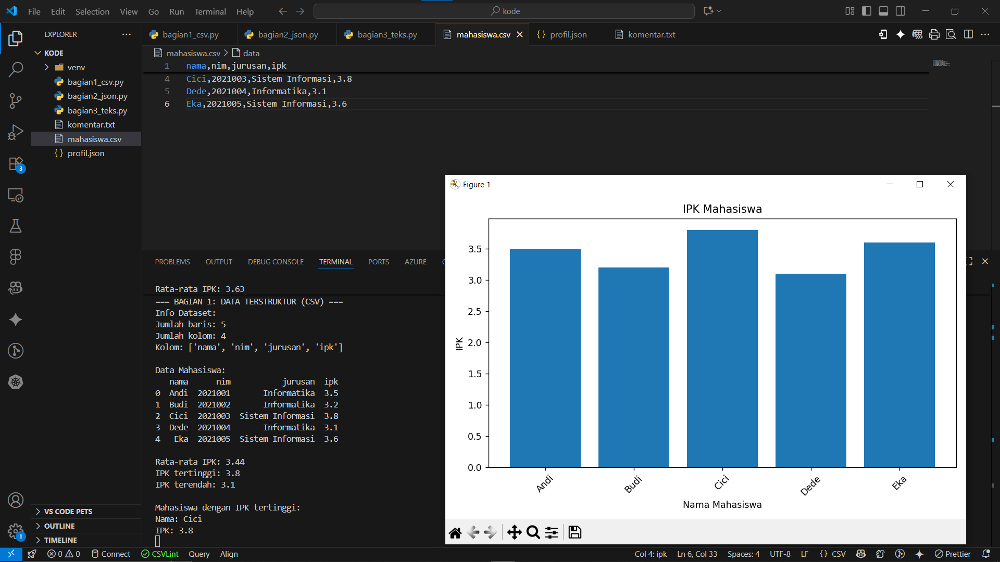 File Edit Selection View Go Run Terminal Help
kode
EXPLORER
KODE
venv
bagian1_csv.py
bagian2_json.py
bagian3_teks.py
komentar.txt
mahasiswa.csv
profil.json
VS CODE PETS
OUTLINE
TIMELINE
3
1
bagian1_csv.py bagian2_json.py bagian3_teks.py mahasiswa.csv profil.json komentar.txt
mahasiswa.csv > data
1 nama,nim,jurusan,ipk
4 Cici,2021003,Sistem Informasi,3.8
5 Dede,2021004,Informatika,3.1
6 Eka,2021005,Sistem Informasi,3.6
PROBLEMS OUTPUT DEBUG CONSOLE TERMINAL PORTS AZURE
Rata-rata IPK: 3.63
=== BAGIAN 1: DATA TERSTRUKTUR (CSV) ===
Info Dataset:
Jumlah baris: 5
Jumlah kolom: 4
Kolom: ['nama', 'nim', 'jurusan', 'ipk']
Data Mahasiswa:
nama nim jurusan ipk
0 Andi 2021001 Informatika 3.5
1 Budi 2021002 Informatika 3.2
2 Cici 2021003 Sistem Informasi 3.8
3 Dede 2021004 Informatika 3.1
4 Eka 2021005 Sistem Informasi 3.6
Rata-rata IPK: 3.44
IPK tertinggi: 3.8
IPK terendah: 3.1
Mahasiswa dengan IPK tertinggi:
Nama: Cici
IPK: 3.8
Figure 1
IPK Mahasiswa
IPK
3.5
3.0
2.5
2.0
1.5
1.0
0.5
0.0
Andi Budi Cici Dede Eka
Nama Mahasiswa
0 0 Connect CSVLint Query Align Col 4: ipk Ln 6, Col 33 Spaces: 4 UTF-8 LF {} CSV Prettier